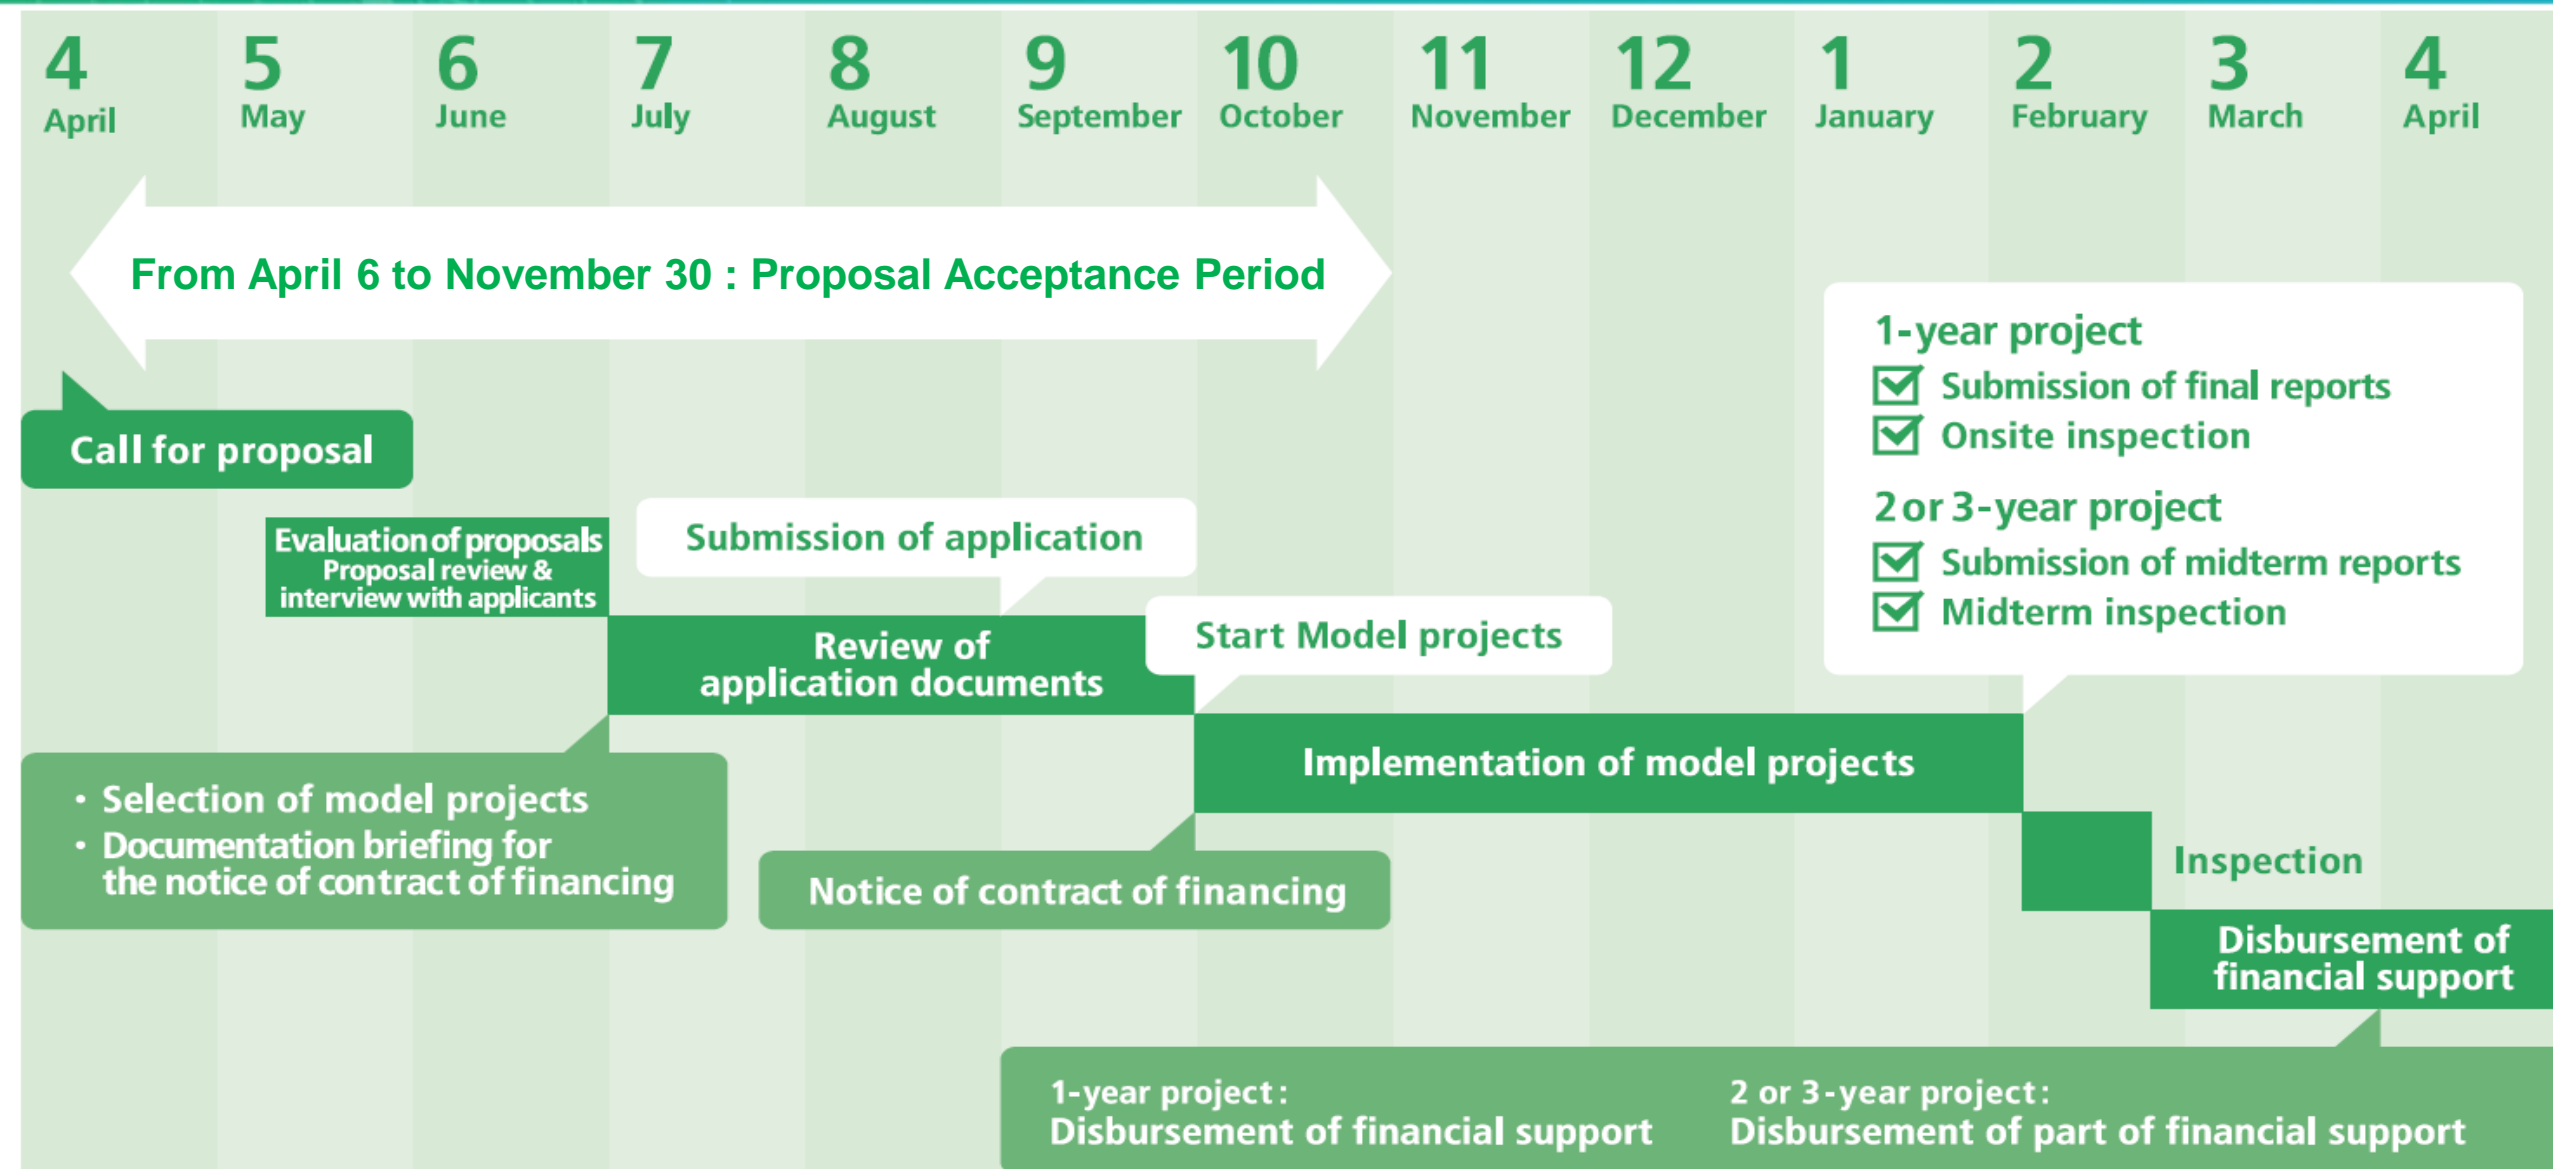 4 5 6 7 8 9 10 11 12 1 2 3 4
April May June July August September October November December January February March April
From April 6 to November 30 : Proposal Acceptance Period
Call for proposal
Evaluation of proposals
Proposal review &
interview with applicants
Submission of application
Review of
application documents
Start Model projects
1-year project
Submission of final reports
Onsite inspection
2 or 3-year project
Submission of midterm reports
Midterm inspection
・Selection of model projects
・Documentation briefing for
the notice of contract of financing
Implementation of model projects
Notice of contract of financing
Inspection
Disbursement of
financial support
1-year project:
Disbursement of financial support
2 or 3-year project:
Disbursement of part of financial support